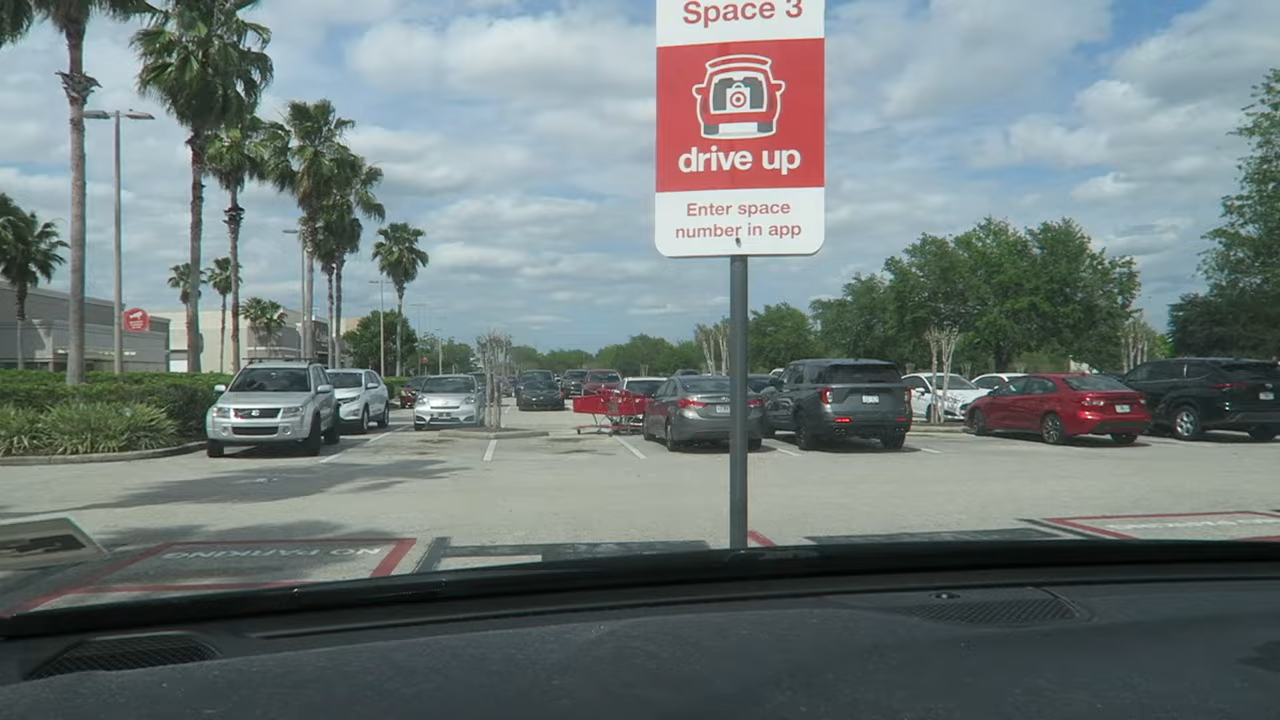 Space 3
drive up
Enter space
number in app
NO PARKING